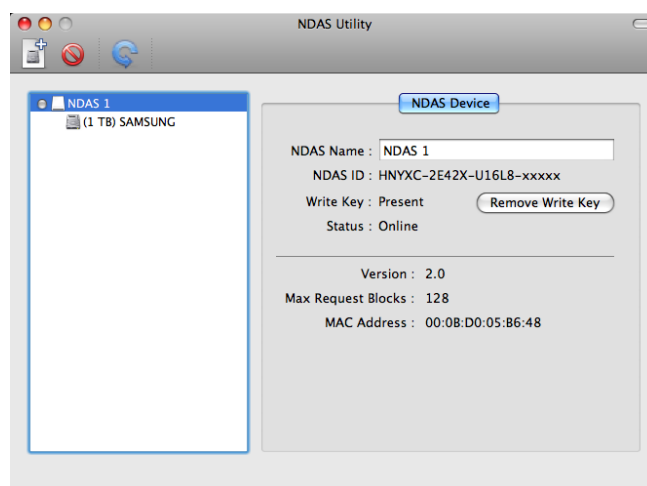 NDAS Utility
NDAS 1
(1 TB) SAMSUNG
NDAS Device
NDAS Name : NDAS 1
NDAS ID : HNYXC-2E42X-U16L8-xxxxx
Write Key : Present Remove Write Key
Status : Online
Version : 2.0
Max Request Blocks : 128
MAC Address : 00:0B:D0:05:B6:48